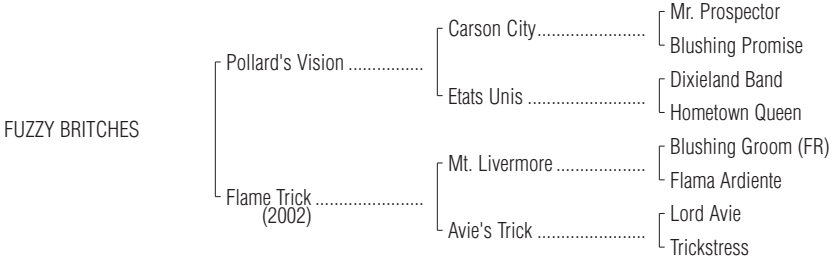 Mr. Prospector
Carson City.......................
Blushing Promise
Pollard's Vision ................
Dixieland Band
Etats Unis .........................
Hometown Queen
FUZZY BRITCHES
Blushing Groom (FR)
Mt. Livermore ...................
Flama Ardiente
Flame Trick .......................
(2002)
Lord Avie
Avie's Trick .......................
Trickstress